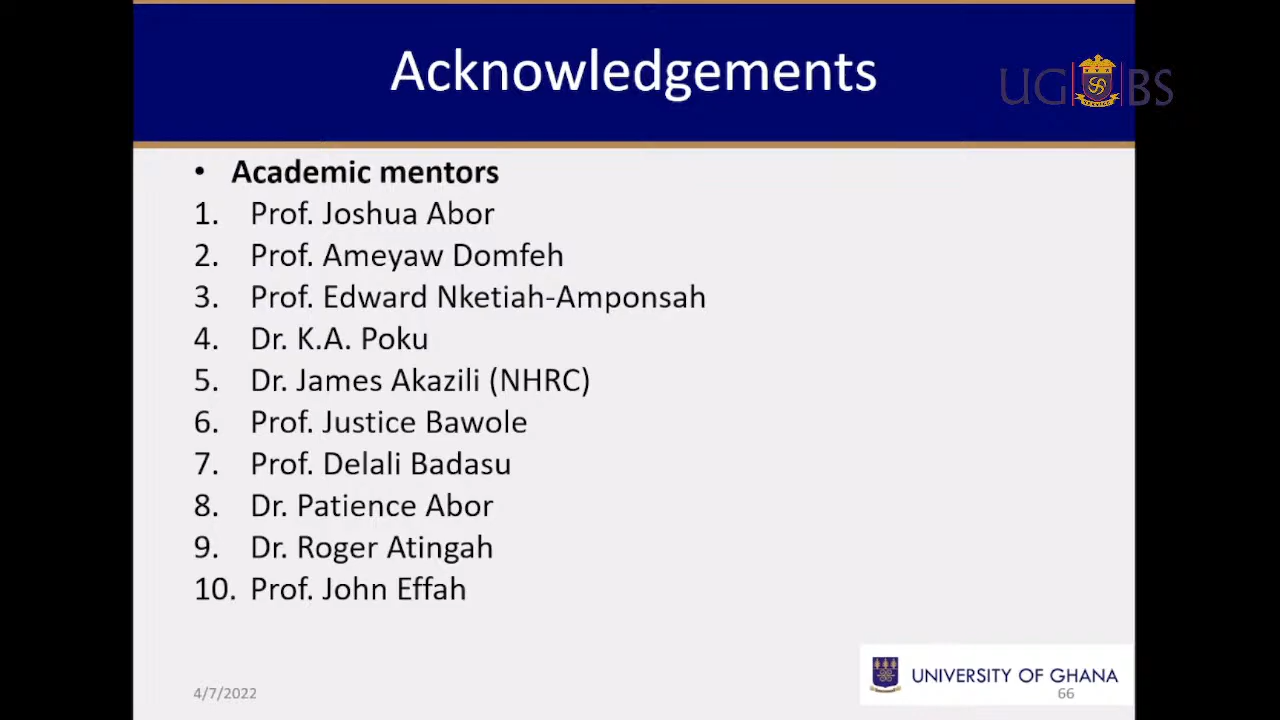 Acknowledgements
UG BS
• Academic mentors
1. Prof. Joshua Abor
2. Prof. Ameyaw Domfeh
3. Prof. Edward Nketiah-Amponsah
4. Dr. K.A. Poku
5. Dr. James Akazili (NHRC)
6. Prof. Justice Bawole
7. Prof. Delali Badasu
8. Dr. Patience Abor
9. Dr. Roger Atingah
10. Prof. John Effah
UNIVERSITY OF GHANA
4/7/2022
66